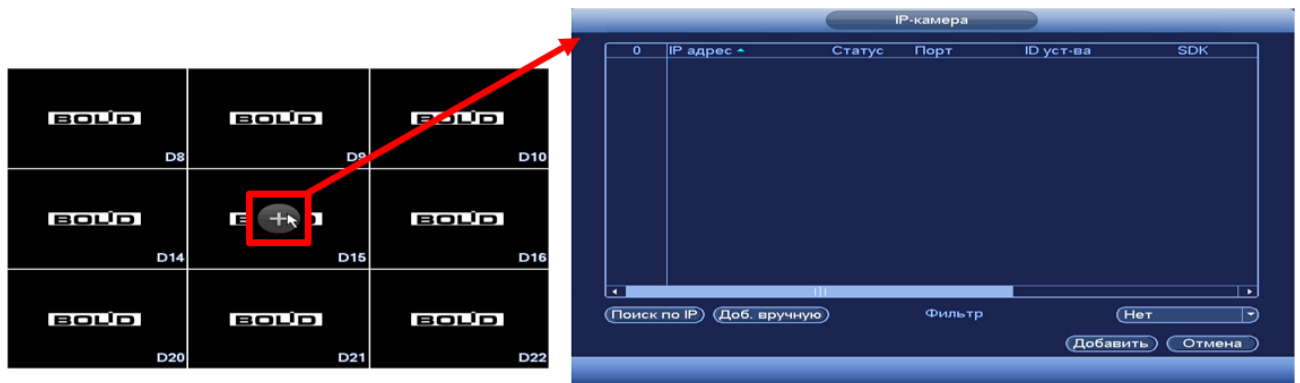 BOLID BOLID BOLID
D8 D9 D10
BOLID BOLID
D14 D15 D16
BOLID BOLID BOLID
D20 D21 D22
IP-камера
0 IP адрес Статус Порт ID уст-ва SDK
Поиск по IP Доб. вручную Фильтр Нет
Добавить Отмена